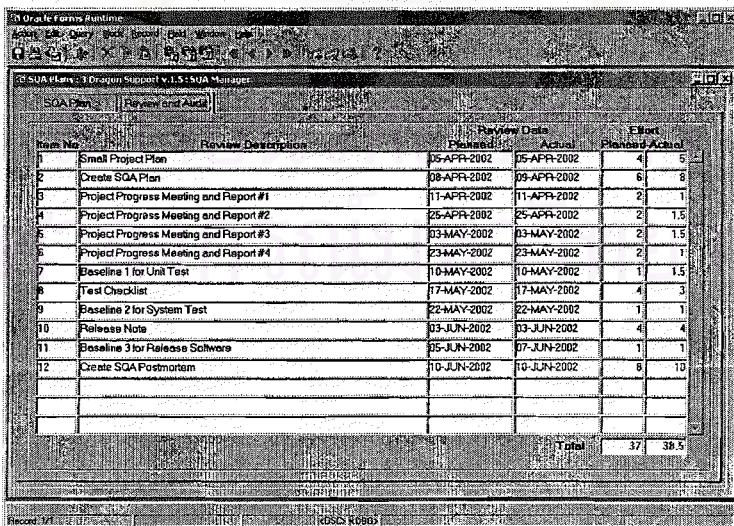 Oracle Forms Runtime
Action Edit Query Block Record Field Window Help
SQA Plans : 3 Dragon Support v.1.5 : SQA Manager
SQA Plan Review and Audit
Review Data Effort
Item No Review Description Planned Actual Planned Actual
1 Small Project Plan 05-APR-2002 05-APR-2002 4 5
2 Create SQA Plan 08-APR-2002 09-APR-2002 6 8
3 Project Progress Meeting and Report #1 11-APR-2002 11-APR-2002 2 1
4 Project Progress Meeting and Report #2 25-APR-2002 25-APR-2002 2 1.5
5 Project Progress Meeting and Report #3 03-MAY-2002 03-MAY-2002 2 1.5
6 Project Progress Meeting and Report #4 23-MAY-2002 23-MAY-2002 2 1
7 Baseline 1 for Unit Test 10-MAY-2002 10-MAY-2002 1 1.5
8 Test Checklist 17-MAY-2002 17-MAY-2002 4 3
9 Baseline 2 for System Test 22-MAY-2002 22-MAY-2002 1 1
10 Release Note 03-JUN-2002 03-JUN-2002 4 4
11 Baseline 3 for Release Software 05-JUN-2002 07-JUN-2002 1 1
12 Create SQA Postmortem 10-JUN-2002 10-JUN-2002 8 10
Total 37 38.5
Record: 1/1